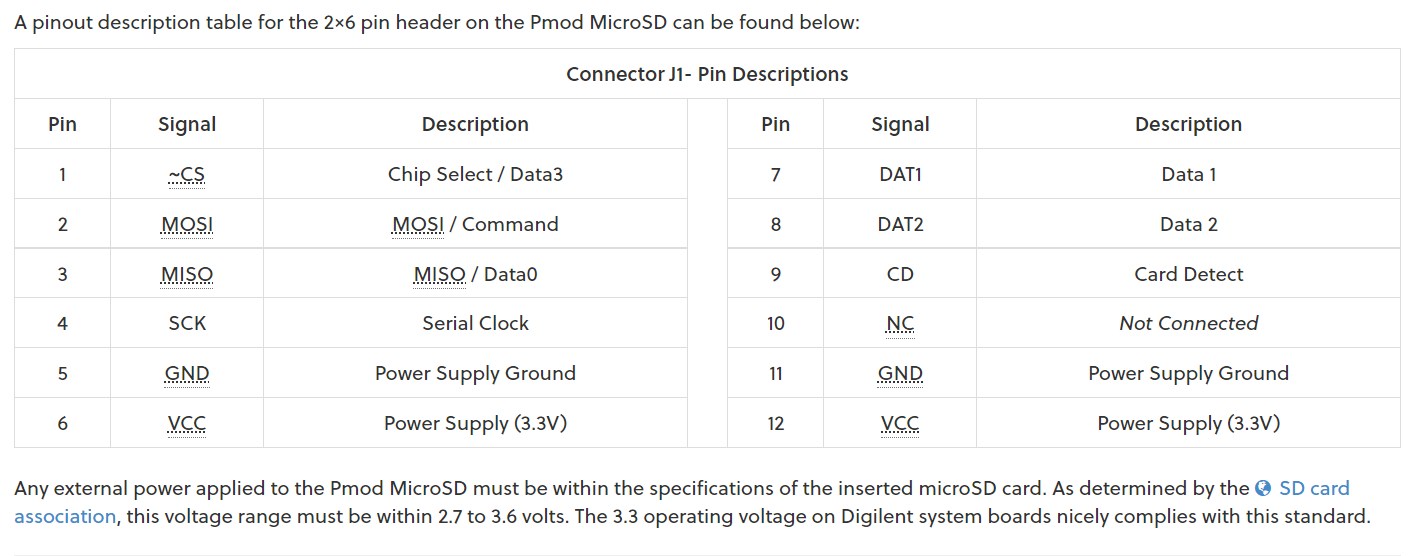 A pinout description table for the 2×6 pin header on the Pmod MicroSD can be found below:
Connector J1- Pin Descriptions
Pin Signal Description Pin Signal Description
1 ~CS Chip Select / Data3 7 DAT1 Data 1
2 MOSI MOSI / Command 8 DAT2 Data 2
3 MISO MISO / Data0 9 CD Card Detect
4 SCK Serial Clock 10 NC Not Connected
5 GND Power Supply Ground 11 GND Power Supply Ground
6 VCC Power Supply (3.3V) 12 VCC Power Supply (3.3V)
Any external power applied to the Pmod MicroSD must be within the specifications of the inserted microSD card. As determined by the SD card
association, this voltage range must be within 2.7 to 3.6 volts. The 3.3 operating voltage on Digilent system boards nicely complies with this standard.